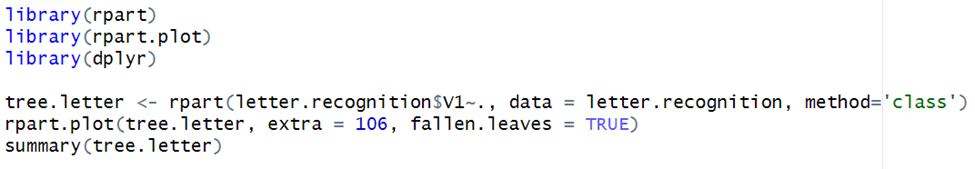 library(rpart)
library(rpart.plot)
library(dplyr)
tree.letter <- rpart(letter.recognition$V1~., data = letter.recognition, method='class')
rpart.plot(tree.letter, extra = 106, fallen.leaves = TRUE)
summary(tree.letter)